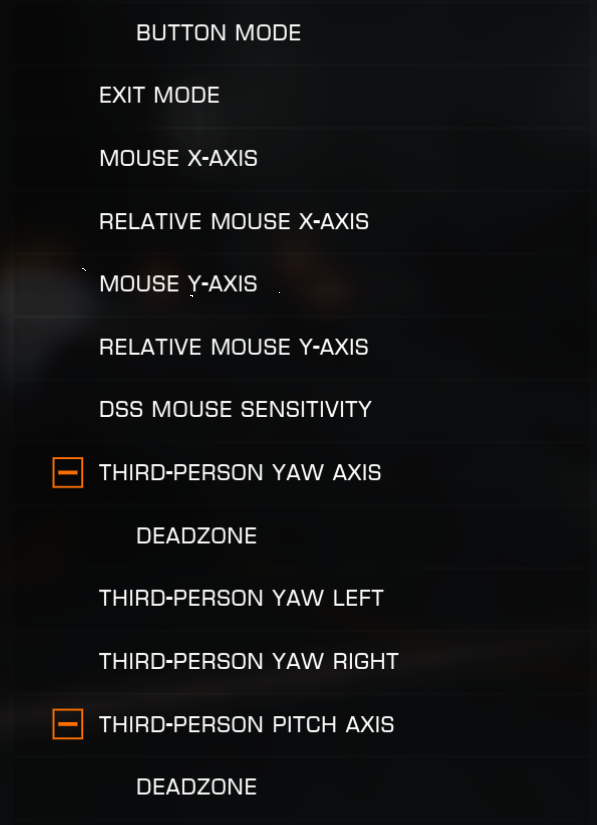 BUTTON MODE
EXIT MODE
MOUSE X-AXIS
RELATIVE MOUSE X-AXIS
MOUSE Y-AXIS
RELATIVE MOUSE Y-AXIS
DSS MOUSE SENSITIVITY
THIRD-PERSON YAW AXIS
DEADZONE
THIRD-PERSON YAW LEFT
THIRD-PERSON YAW RIGHT
THIRD-PERSON PITCH AXIS
DEADZONE